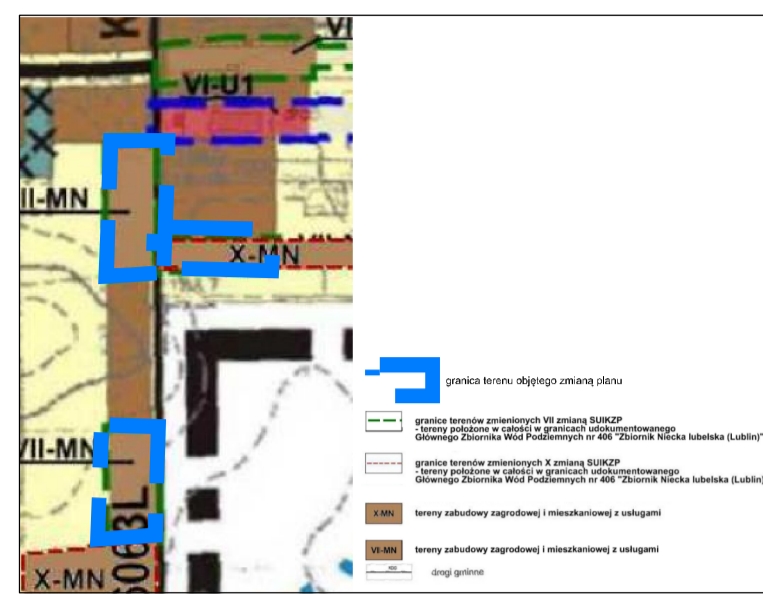 K
VI
VI-U1
II-MN
X-MN
VII-MN
X-MN
granica terenu objętego zmianą planu
granice terenów zmienionych VII zmianą SUIKZP
- tereny położone w całości w granicach udokumentowanego
Głównego Zbiornika Wód Podziemnych nr 406 "Zbiornik Niecka lubelska (Lublin)"
granice terenów zmienionych X zmianą SUIKZP
- tereny położone w całości w granicach udokumentowanego
Głównego Zbiornika Wód Podziemnych nr 406 "Zbiornik Niecka lubelska (Lublin)
X-MN tereny zabudowy zagrodowej i mieszkaniowej z usługami
VII-MN tereny zabudowy zagrodowej i mieszkaniowej z usługami
drogi gminne